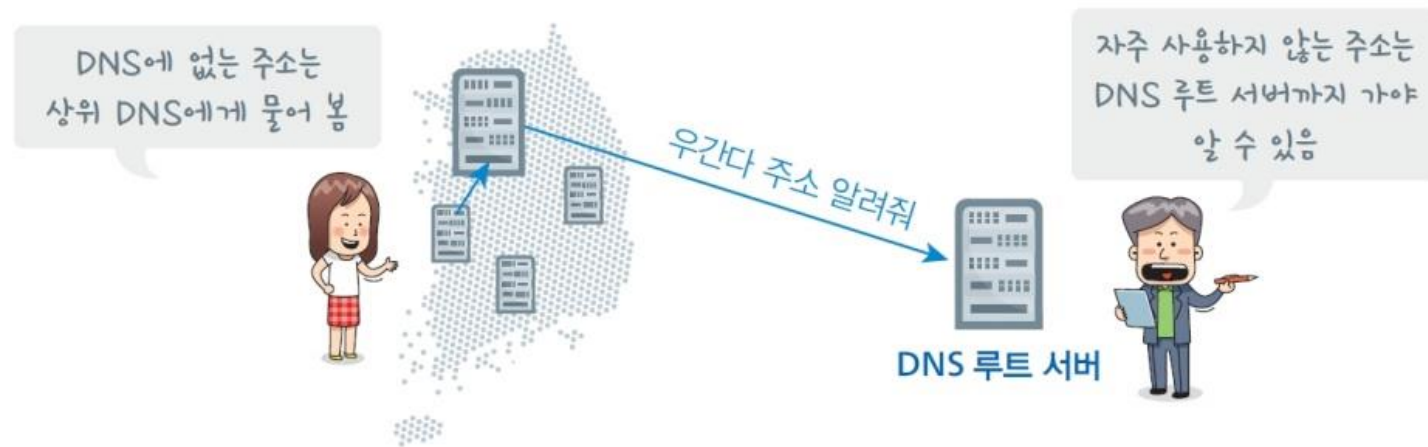 DNS에 없는 주소는
상위 DNS에게 물어 봄
자주 사용하지 않는 주소는
DNS 루트 서버까지 가야
알 수 있음
우간다 주소 알려줘
DNS 루트 서버